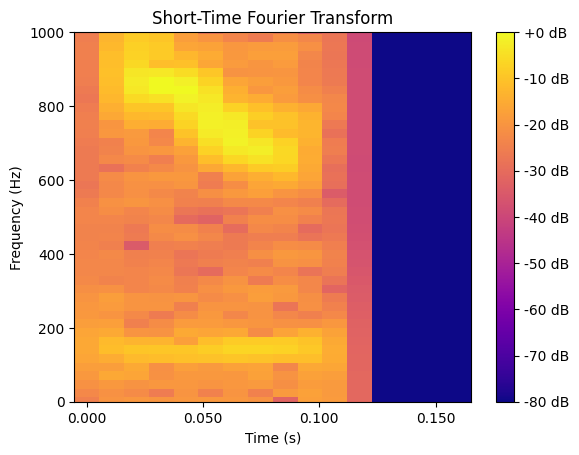 Short-Time Fourier Transform
1000
800
600
400
200
0
Frequency (Hz)
0.000
0.050
0.100
0.150
Time (s)
+0 dB
-10 dB
-20 dB
-30 dB
-40 dB
-50 dB
-60 dB
-70 dB
-80 dB